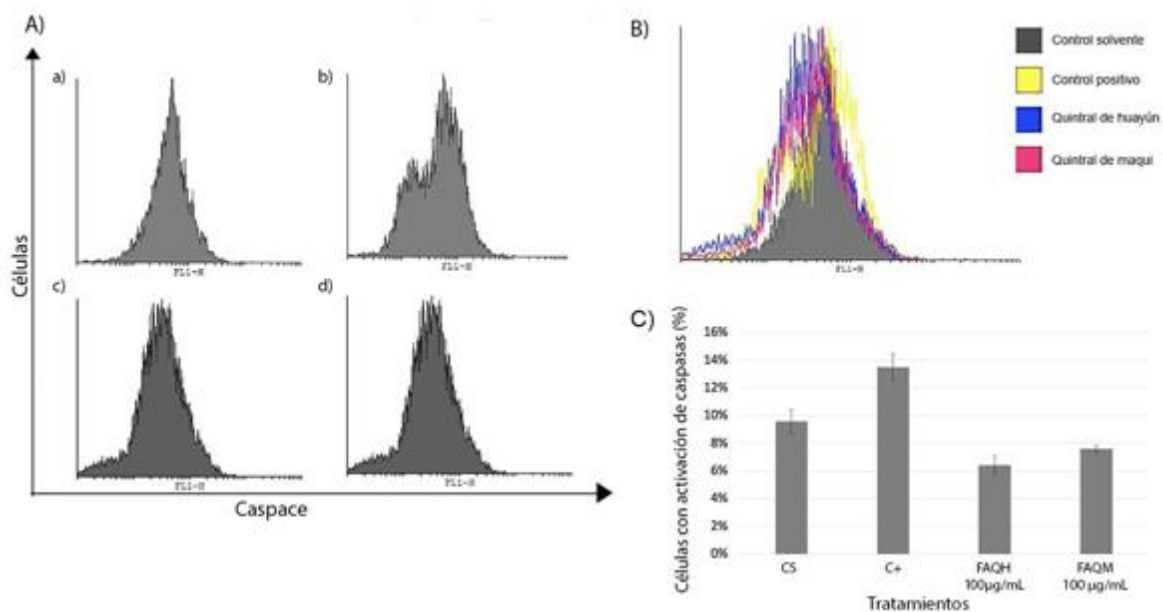 A)
a)
b)
FL1-H
FL1-H
c)
d)
FL1-H
FL1-H
Células
Caspace
B)
FL1-H
Control solvente
Control positivo
Quintral de huayún
Quintral de maqui
C)
Células con activación de caspasas (%)
16%
14%
12%
10%
8%
6%
4%
2%
0%
CS
C+
FAQH
100µg/mL
FAQM
100 µg/mL
Tratamientos